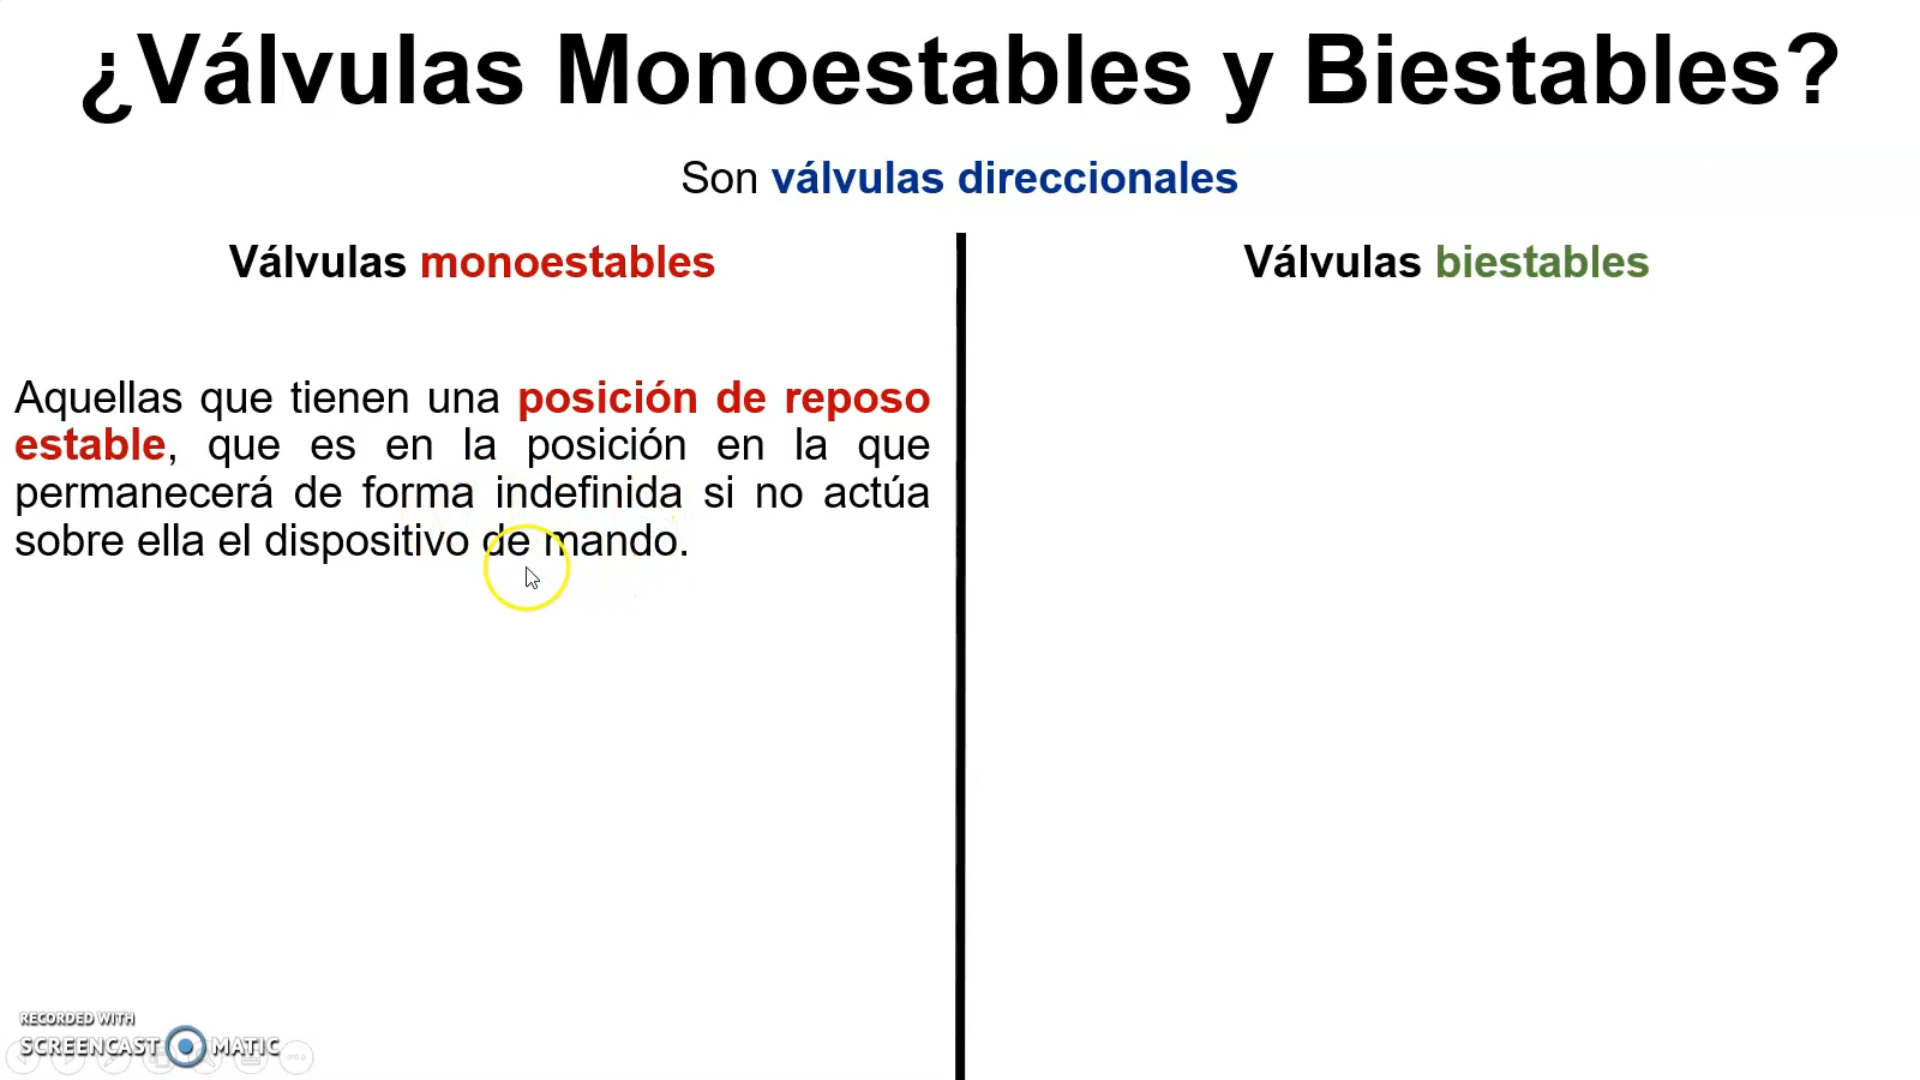 ¿Válvulas Monoestables y Biestables?
Son válvulas direccionales
Válvulas monoestables
Aquellas que tienen una posición de reposo
estable, que es en la posición en la que
permanecerá de forma indefinida si no actúa
sobre ella el dispositivo de mando.
Válvulas biestables
RECORDED WITH
SCREENCAST MATIC